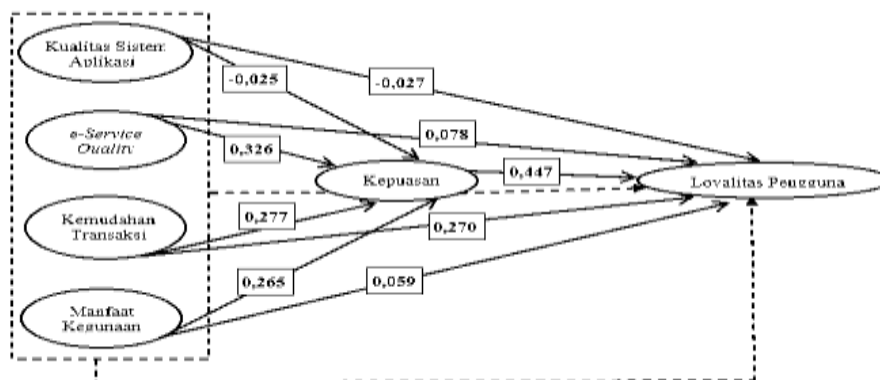 Kualitas Sistem
Aplikasi
-0,025
-0,027
e-Service
Quality
0,078
0,326
Kepuasan
0,447
Loyalitas Pengguna
Kemudahan
Transaksi
0,277
0,270
0,265
0,059
Manfaat
Kegunaan